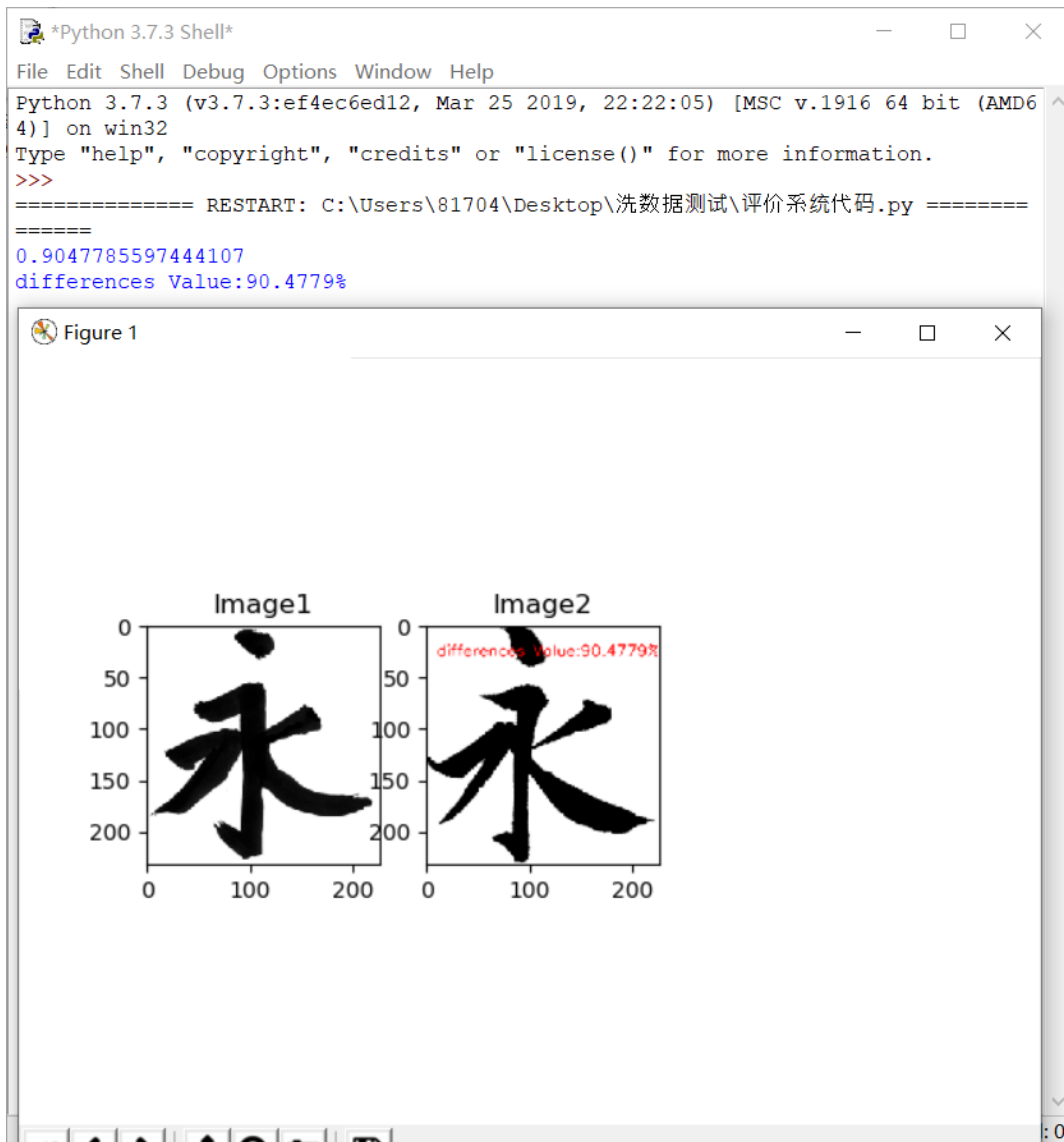 *Python 3.7.3 Shell*
File Edit Shell Debug Options Window Help
Python 3.7.3 (v3.7.3:ef4ec6ed12, Mar 25 2019, 22:22:05) [MSC v.1916 64 bit (AMD6
4)] on win32
Type "help", "copyright", "credits" or "license()" for more information.
>>>
============== RESTART: C:\Users\81704\Desktop\洗数据测试\评价系统代码.py ========
======
0.9047785597444107
differences Value:90.4779%
Figure 1
Image1
Image2
0
50
100
150
200
0
100
200
永
0
50
100
150
200
0
100
200
differences Value:90.4779%
永
: 0